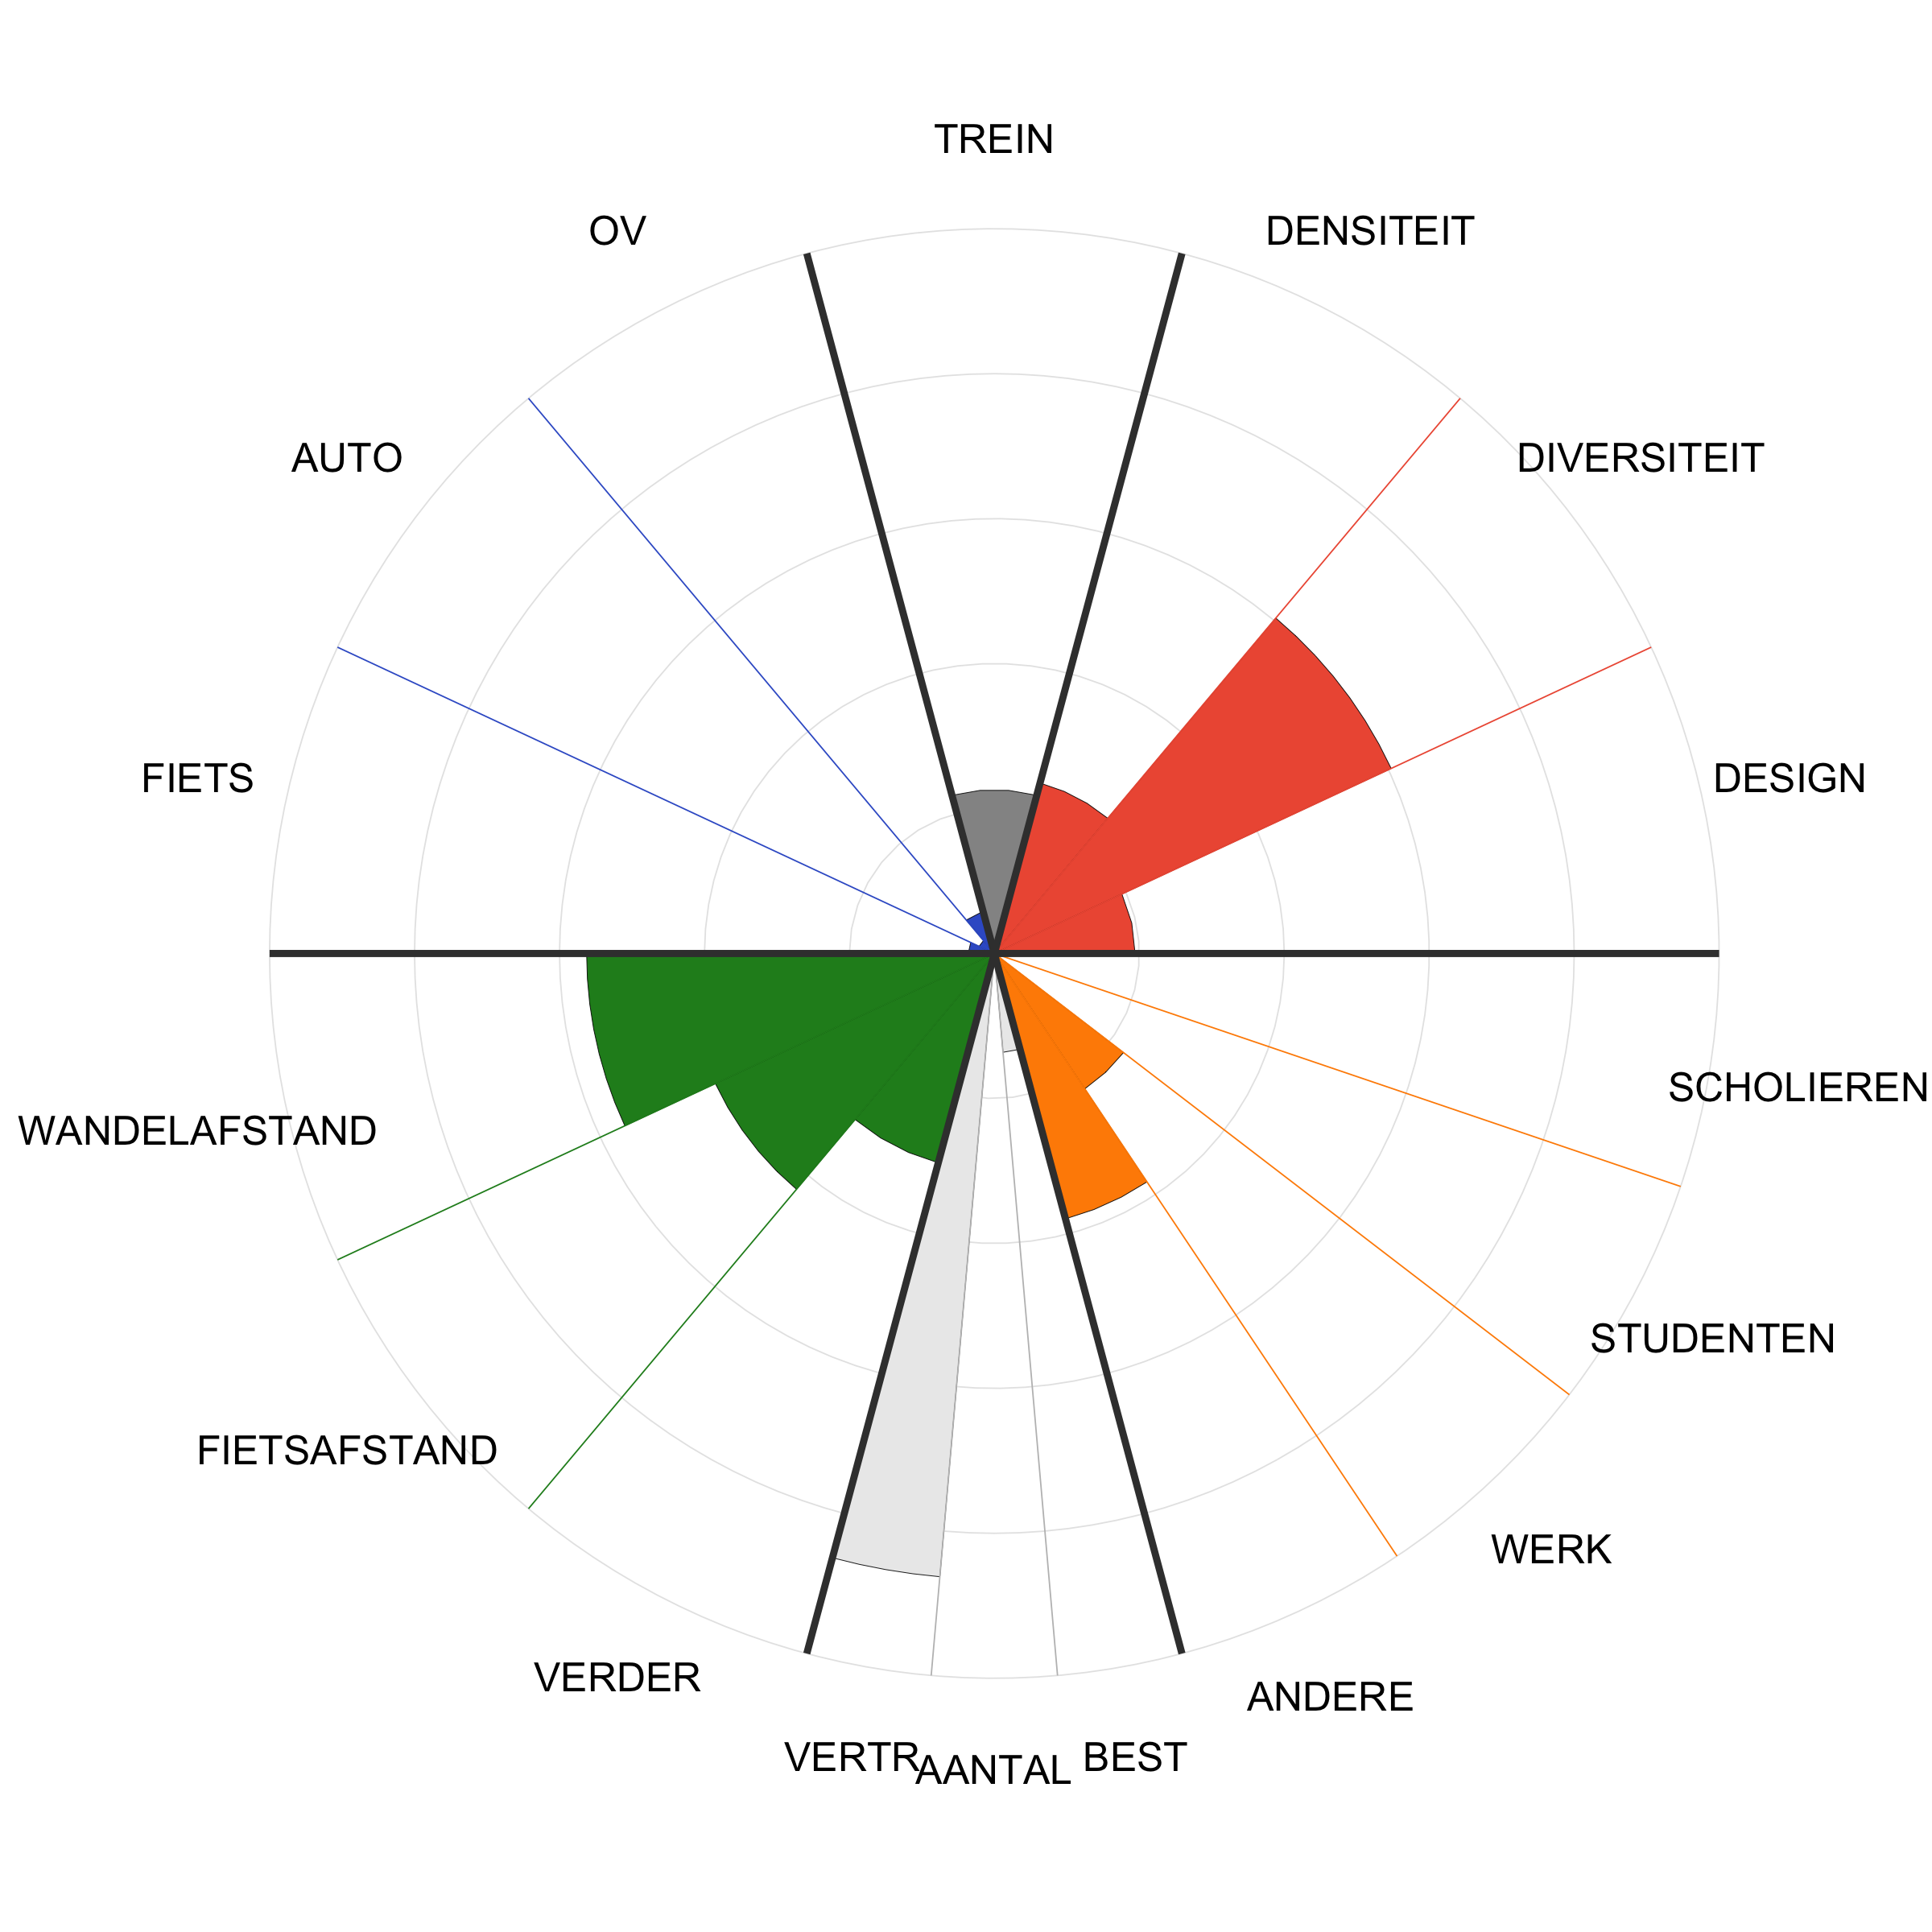 TREIN
OV
DENSITEIT
AUTO
DIVERSITEIT
FIETS
DESIGN
SCHOLIEREN
WANDELAFSTAND
STUDENTEN
FIETSAFSTAND
WERK
VERDER
ANDERE
VERTR
AANTAL
BEST